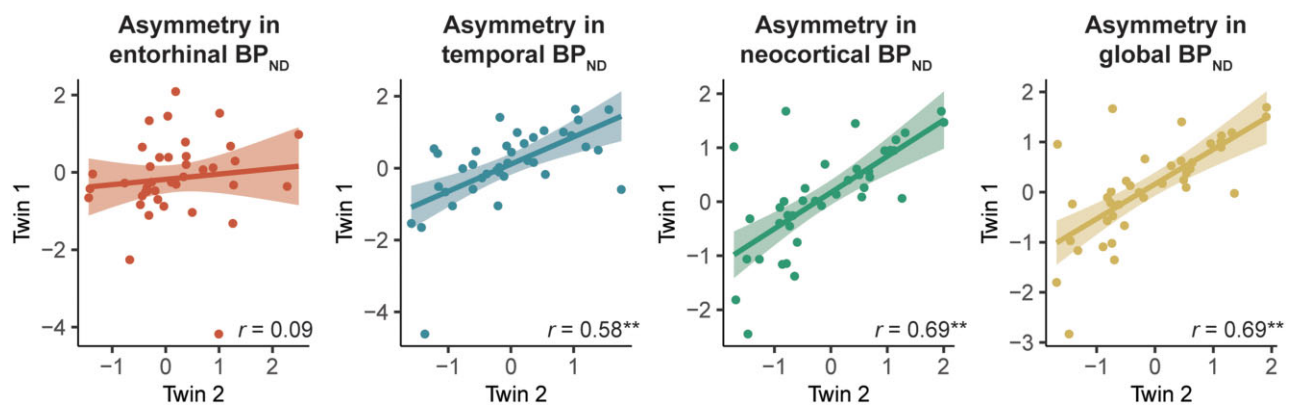 Asymmetry in
entorhinal BPND
Twin 1
2
0
−2
−4
r = 0.09
−1
0
1
2
Twin 2
Asymmetry in
temporal BPND
Twin 1
2
0
−2
−4
r = 0.58**
−1
0
1
Twin 2
Asymmetry in
neocortical BPND
Twin 1
2
1
0
−1
−2
r = 0.69**
−1
0
1
2
Twin 2
Asymmetry in
global BPND
Twin 1
2
1
0
−1
−2
−3
r = 0.69**
−1
0
1
2
Twin 2